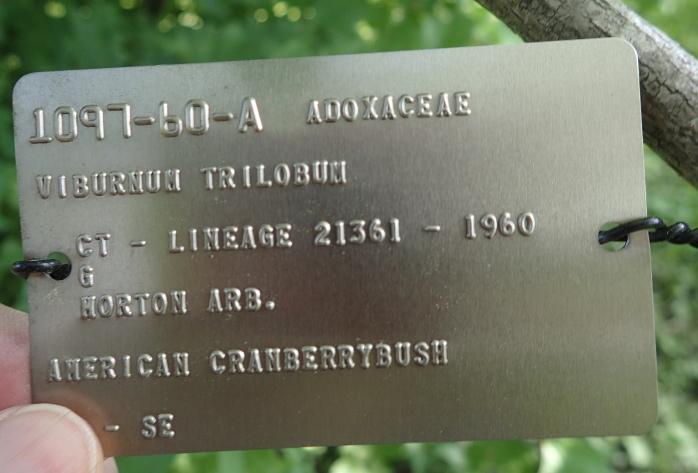 1097-60-A ADOXACEAE
VIBURNUM TRILOBUM
CT - LINEAGE 21361 - 1960
G
MORTON ARB.
AMERICAN CRANBERRYBUSH
- SE